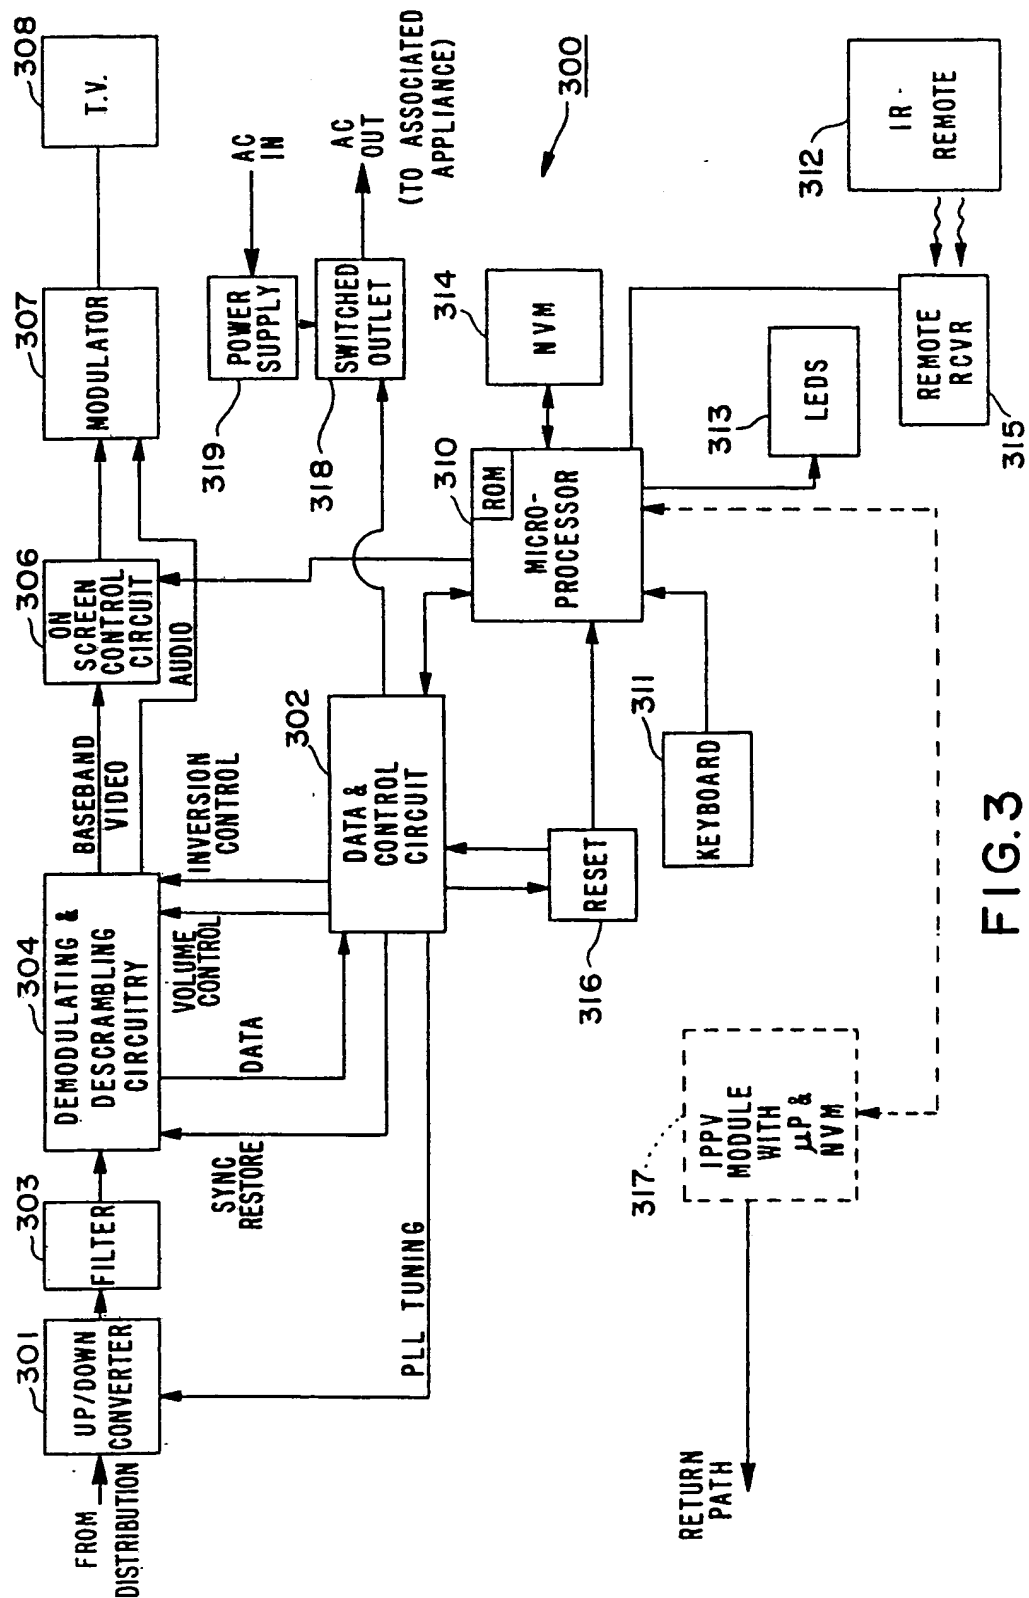 301
UP/DOWN
CONVERTER
FROM
DISTRIBUTION
303
FILTER
304
DEMODULATING &
DESCRAMBLING
CIRCUITRY
BASEBAND
VIDEO
306
ON
SCREEN
CONTROL
CIRCUIT
AUDIO
307
MODULATOR
308
T.V.
SYNC
RESTORE
DATA
VOLUME
CONTROL
INVERSION
CONTROL
PLL TUNING
302
DATA &
CONTROL
CIRCUIT
319
POWER
SUPPLY
AC
IN
318
SWITCHED
OUTLET
AC
OUT
(TO ASSOCIATED
APPLIANCE)
310
ROM
MICRO-
PROCESSOR
314
NVM
300
316
RESET
311
KEYBOARD
313
LEDS
312
IR
REMOTE
315
REMOTE
RCVR
317
IPPV
MODULE
WITH
μP &
NVM
RETURN
PATH
FIG. 3